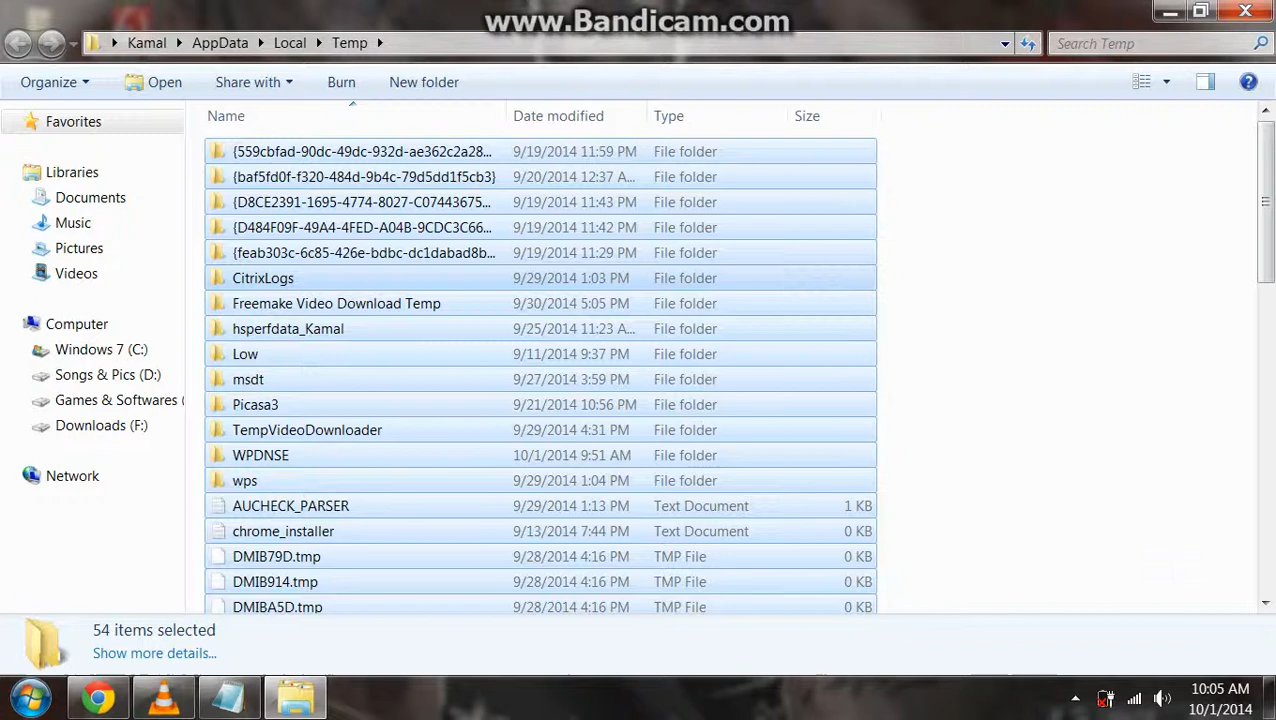 www.Bandicam.com
Kamal AppData Local Temp
Search Temp
Organize Open Share with Burn New folder
Name Date modified Type Size
Favorites
Libraries
Documents
Music
Pictures
Videos
Computer
Windows 7 (C:)
Songs & Pics (D:)
Games & Softwares (
Downloads (F:)
Network
{559cbfad-90dc-49dc-932d-ae362c2a28... 9/19/2014 11:59 PM File folder
{baf5fd0f-f320-484d-9b4c-79d5dd1f5cb3} 9/20/2014 12:37 A... File folder
{D8CE2391-1695-4774-8027-C07443675... 9/19/2014 11:43 PM File folder
{D484F09F-49A4-4FED-A04B-9CDC3C66... 9/19/2014 11:42 PM File folder
{feab303c-6c85-426e-bdbc-dc1dabad8b... 9/19/2014 11:29 PM File folder
CitrixLogs 9/29/2014 1:03 PM File folder
Freemake Video Download Temp 9/30/2014 5:05 PM File folder
hsperfdata_Kamal 9/25/2014 11:23 A... File folder
Low 9/11/2014 9:37 PM File folder
msdt 9/27/2014 3:59 PM File folder
Picasa3 9/21/2014 10:56 PM File folder
TempVideoDownloader 9/29/2014 4:31 PM File folder
WPDNSE 10/1/2014 9:51 AM File folder
wps 9/29/2014 1:04 PM File folder
AUCHECK_PARSER 9/29/2014 1:13 PM Text Document 1 KB
chrome_installer 9/13/2014 7:44 PM Text Document 0 KB
DMIB79D.tmp 9/28/2014 4:16 PM TMP File 0 KB
DMIB914.tmp 9/28/2014 4:16 PM TMP File 0 KB
DMIBA5D.tmp 9/28/2014 4:16 PM TMP File 0 KB
54 items selected
Show more details...
10:05 AM
10/1/2014